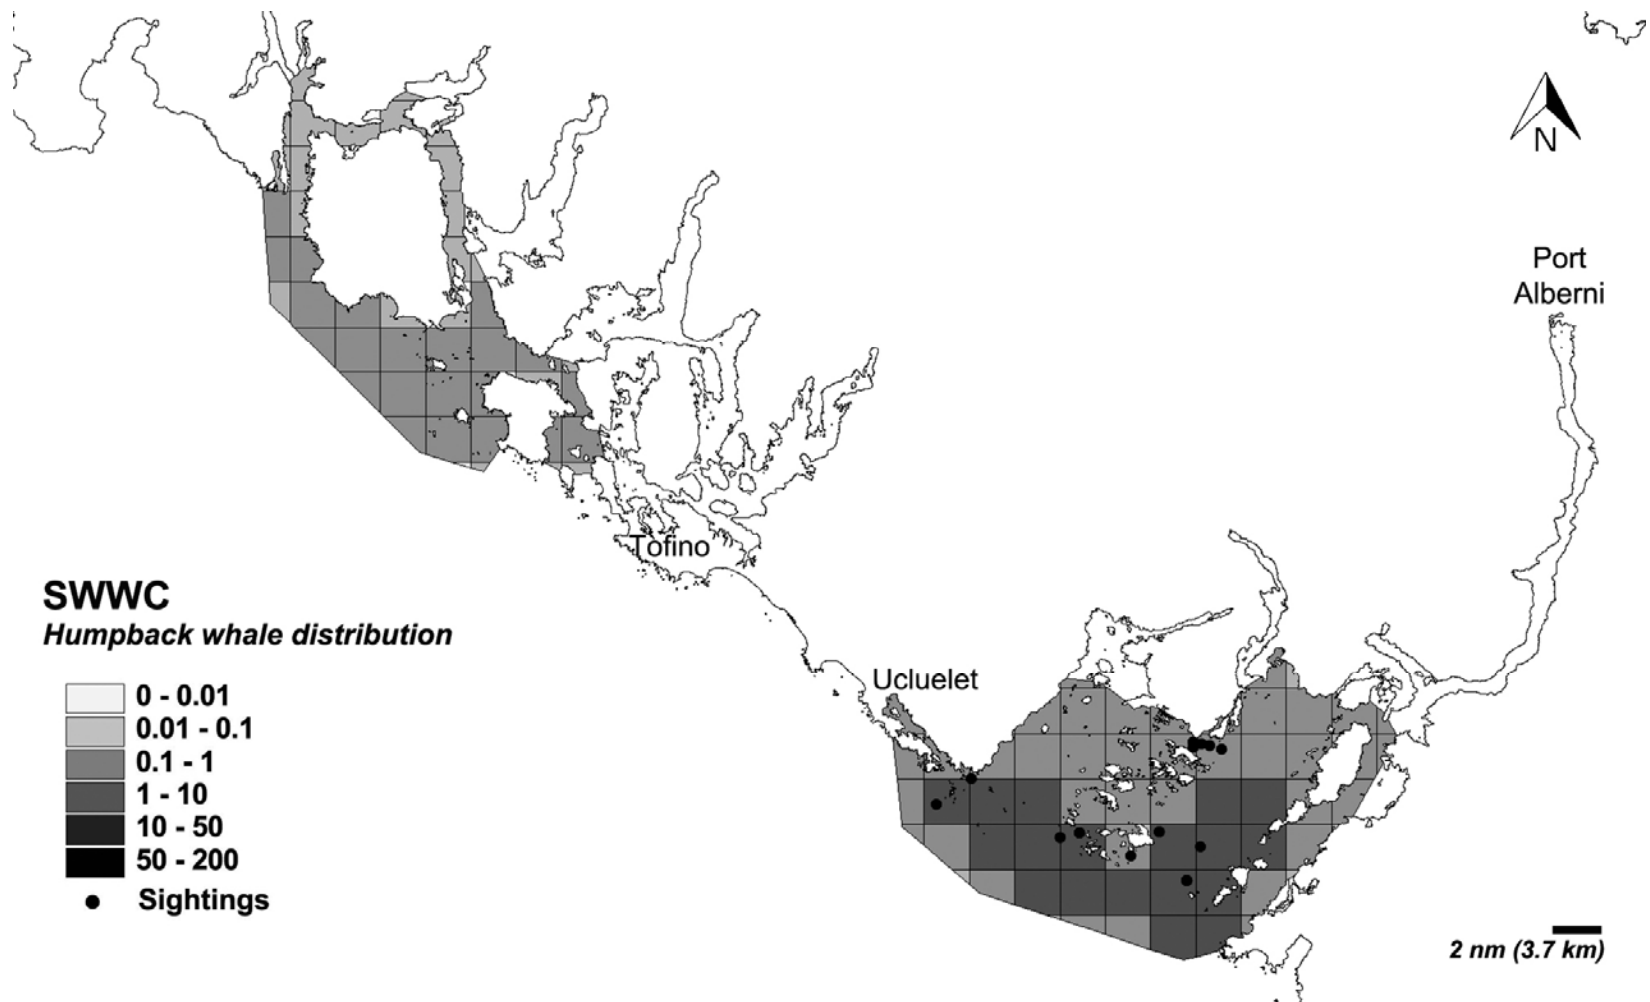 N
Port
Alberni
Tofino
SWWC
Humpback whale distribution
Ucluelet
0 - 0.01
0.01 - 0.1
0.1 - 1
1 - 10
10 - 50
50 - 200
Sightings
2 nm (3.7 km)